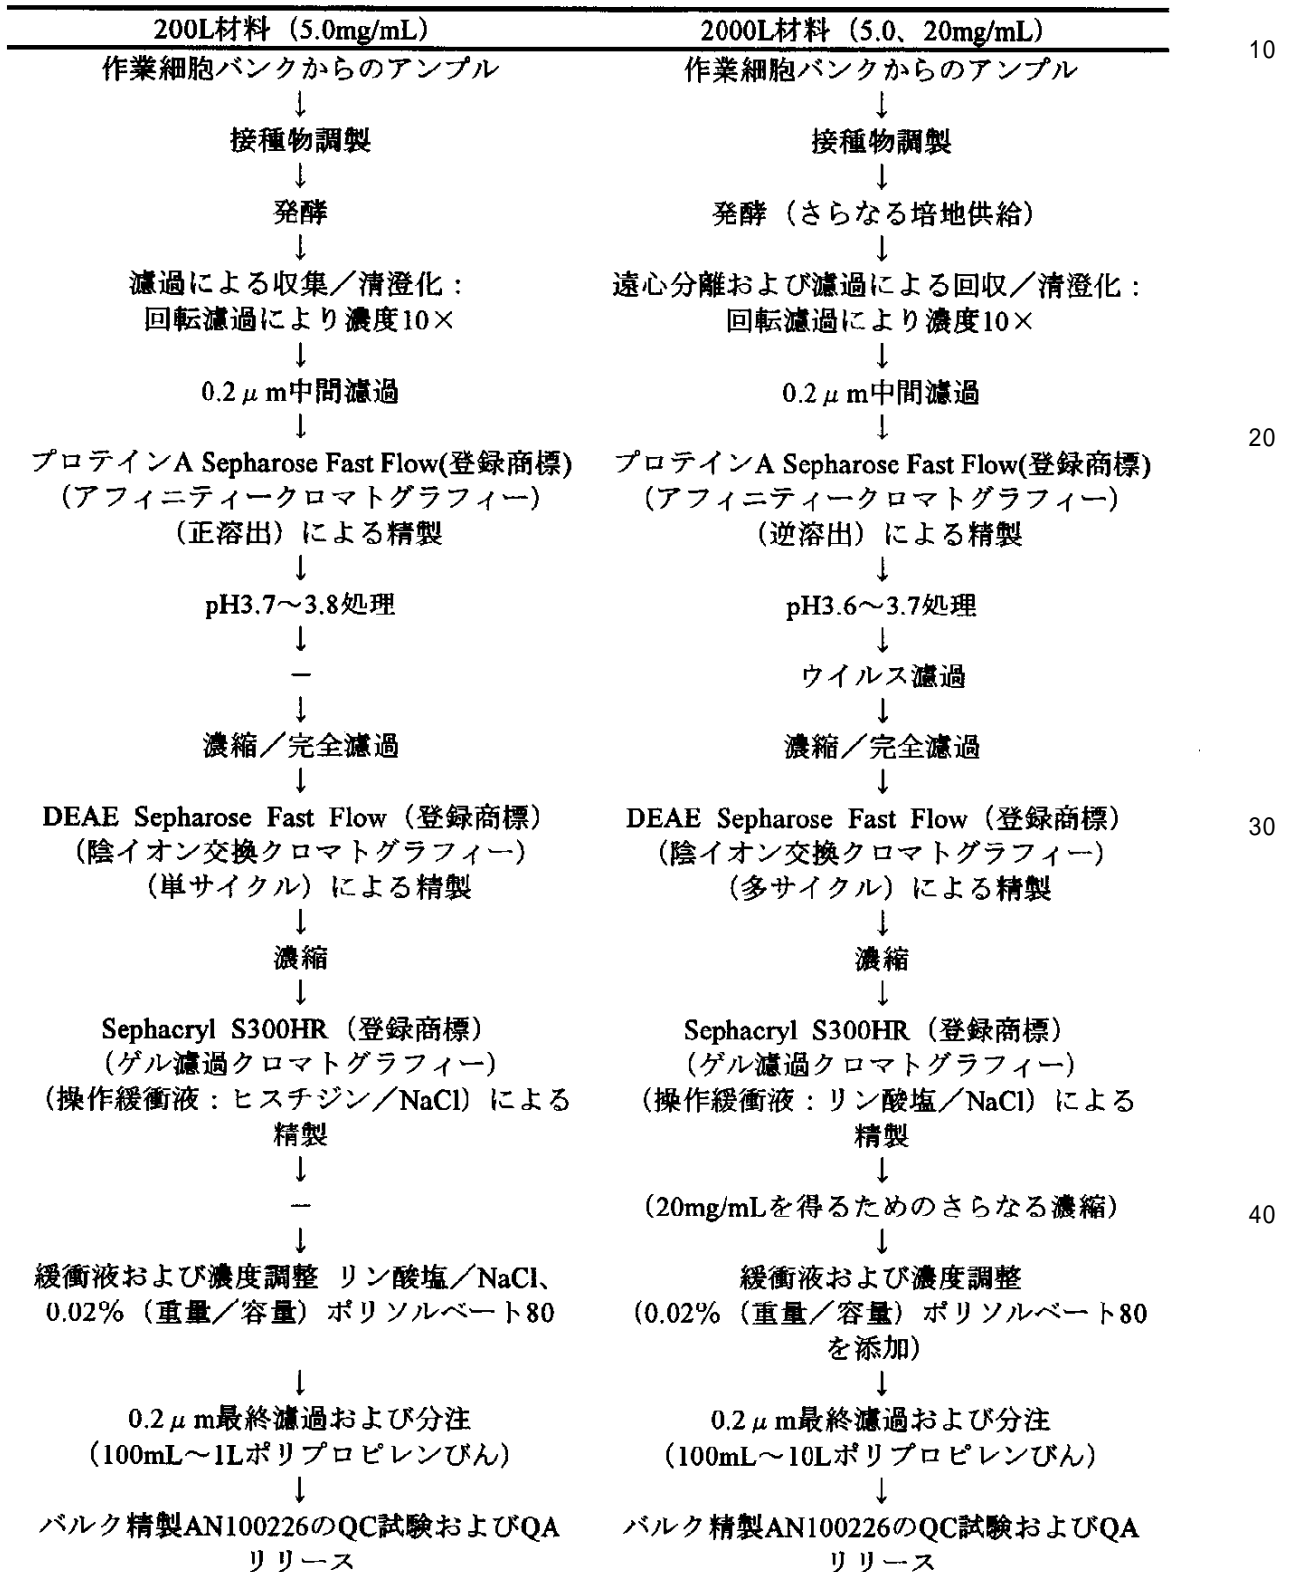 200L材料（5.0mg/mL）
作業細胞バンクからのアンプル
↓
接種物調製
↓
発酵
↓
濾過による収集／清澄化：
回転濾過により濃度10×
↓
0.2μm中間濾過
↓
プロテインA Sepharose Fast Flow(登録商標)
（アフィニティークロマトグラフィー）
（正溶出）による精製
↓
pH3.7～3.8処理
↓
－
↓
濃縮／完全濾過
↓
DEAE Sepharose Fast Flow（登録商標）
（陰イオン交換クロマトグラフィー）
（単サイクル）による精製
↓
濃縮
↓
Sephacryl S300HR（登録商標）
（ゲル濾過クロマトグラフィー）
（操作緩衝液：ヒスチジン／NaCl）による
精製
↓
－
↓
緩衝液および濃度調整 リン酸塩／NaCl、
0.02％（重量／容量）ポリソルベート80
↓
0.2μm最終濾過および分注
（100mL～1Lポリプロピレンびん）
↓
バルク精製AN100226のQC試験およびQA
リリース
2000L材料（5.0、20mg/mL）
作業細胞バンクからのアンプル
↓
接種物調製
↓
発酵（さらなる培地供給）
↓
遠心分離および濾過による回収／清澄化：
回転濾過により濃度10×
↓
0.2μm中間濾過
↓
プロテインA Sepharose Fast Flow(登録商標)
（アフィニティークロマトグラフィー）
（逆溶出）による精製
↓
pH3.6～3.7処理
↓
ウイルス濾過
↓
濃縮／完全濾過
↓
DEAE Sepharose Fast Flow（登録商標）
（陰イオン交換クロマトグラフィー）
（多サイクル）による精製
↓
濃縮
↓
Sephacryl S300HR（登録商標）
（ゲル濾過クロマトグラフィー）
（操作緩衝液：リン酸塩／NaCl）による
精製
↓
（20mg/mLを得るためのさらなる濃縮）
↓
緩衝液および濃度調整
（0.02％（重量／容量）ポリソルベート80
を添加）
↓
0.2μm最終濾過および分注
（100mL～10Lポリプロピレンびん）
↓
バルク精製AN100226のQC試験およびQA
リリース
10
20
30
40